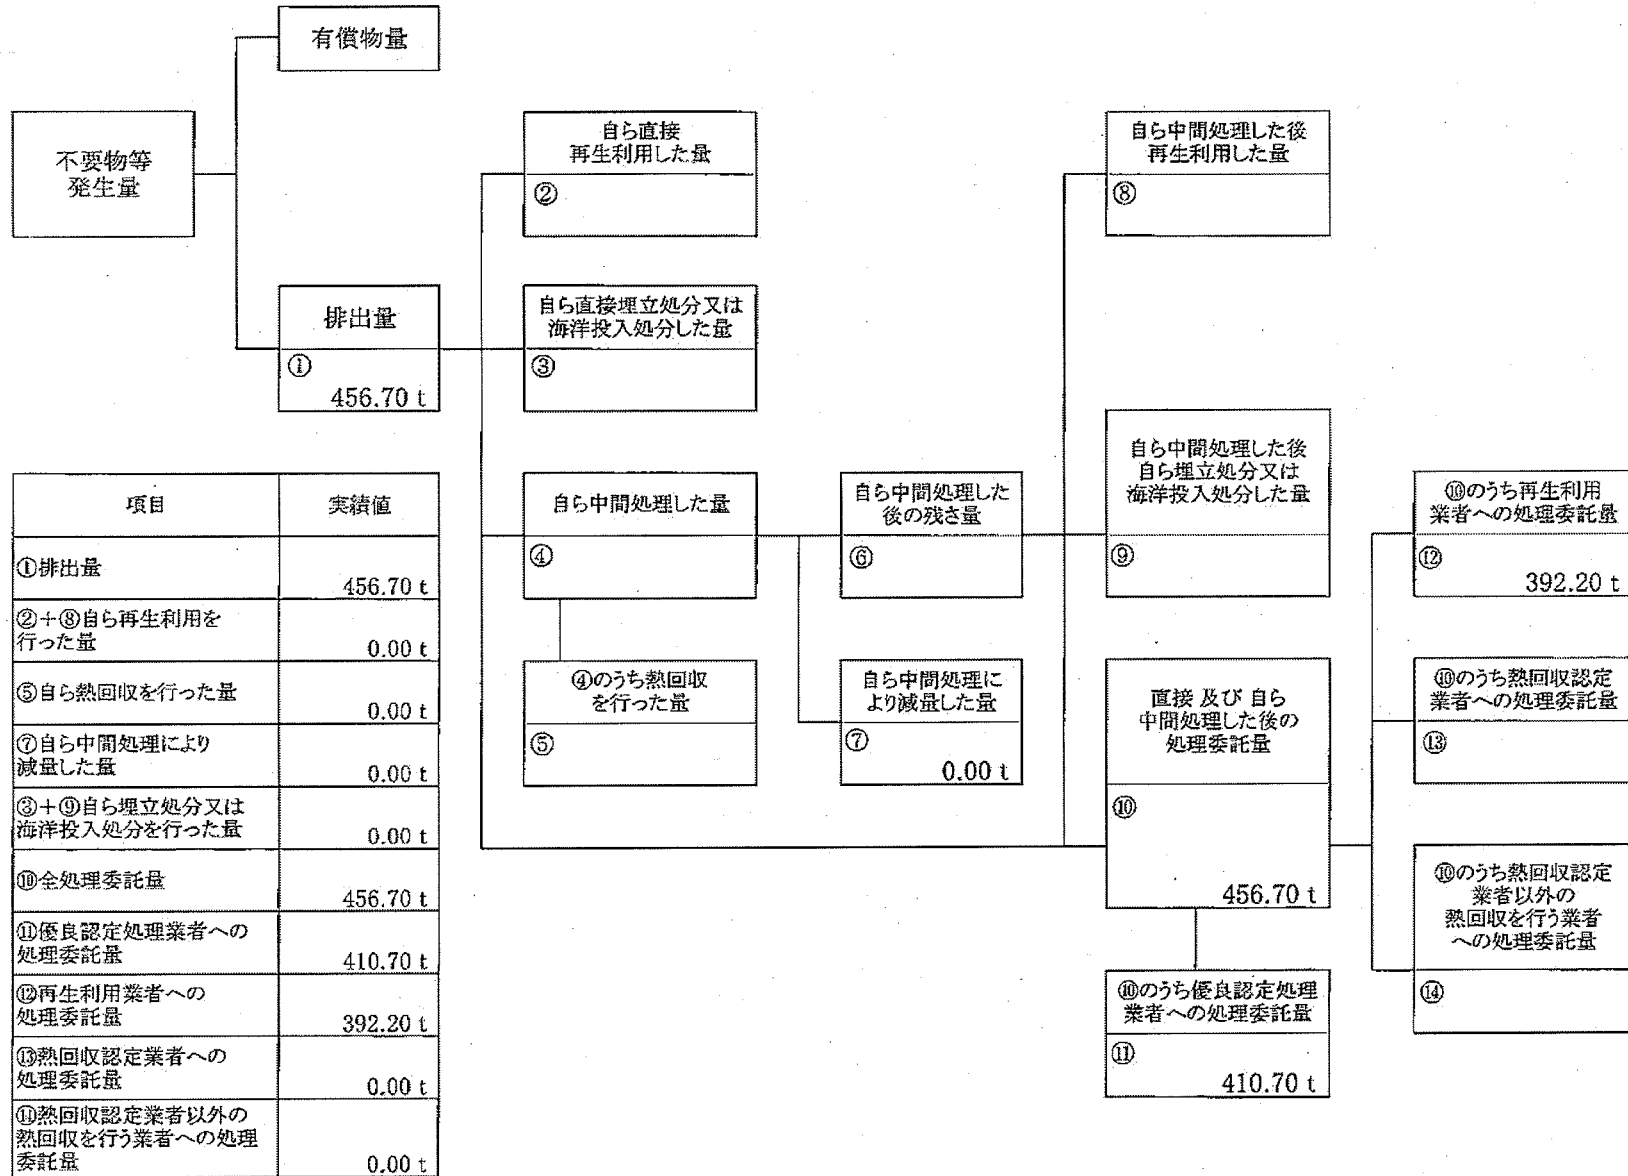 有償物量
不要物等
発生量
排出量
①
456.70 t
自ら直接
再生利用した量
②
自ら直接埋立処分又は
海洋投入処分した量
③
自ら中間処理した量
④
④のうち熱回収
を行った量
⑤
自ら中間処理した
後の残さ量
⑥
自ら中間処理に
より減量した量
⑦
0.00 t
自ら中間処理した後
再生利用した量
⑧
自ら中間処理した後
自ら埋立処分又は
海洋投入処分した量
⑨
直接 及び 自ら
中間処理した後の
処理委託量
⑩
456.70 t
⑩のうち優良認定処理
業者への処理委託量
⑪
410.70 t
⑩のうち再生利用
業者への処理委託量
⑫
392.20 t
⑩のうち熱回収認定
業者への処理委託量
⑬
⑩のうち熱回収認定
業者以外の
熱回収を行う業者
への処理委託量
⑭
項目 実績値
①排出量
456.70 t
②+⑧自ら再生利用を
行った量
0.00 t
⑤自ら熱回収を行った量
0.00 t
⑦自ら中間処理により
減量した量
0.00 t
③+⑨自ら埋立処分又は
海洋投入処分を行った量
0.00 t
⑩全処理委託量
456.70 t
⑪優良認定処理業者への
処理委託量
410.70 t
⑫再生利用業者への
処理委託量
392.20 t
⑬熱回収認定業者への
処理委託量
0.00 t
⑭熱回収認定業者以外の
熱回収を行う業者への処理
委託量
0.00 t